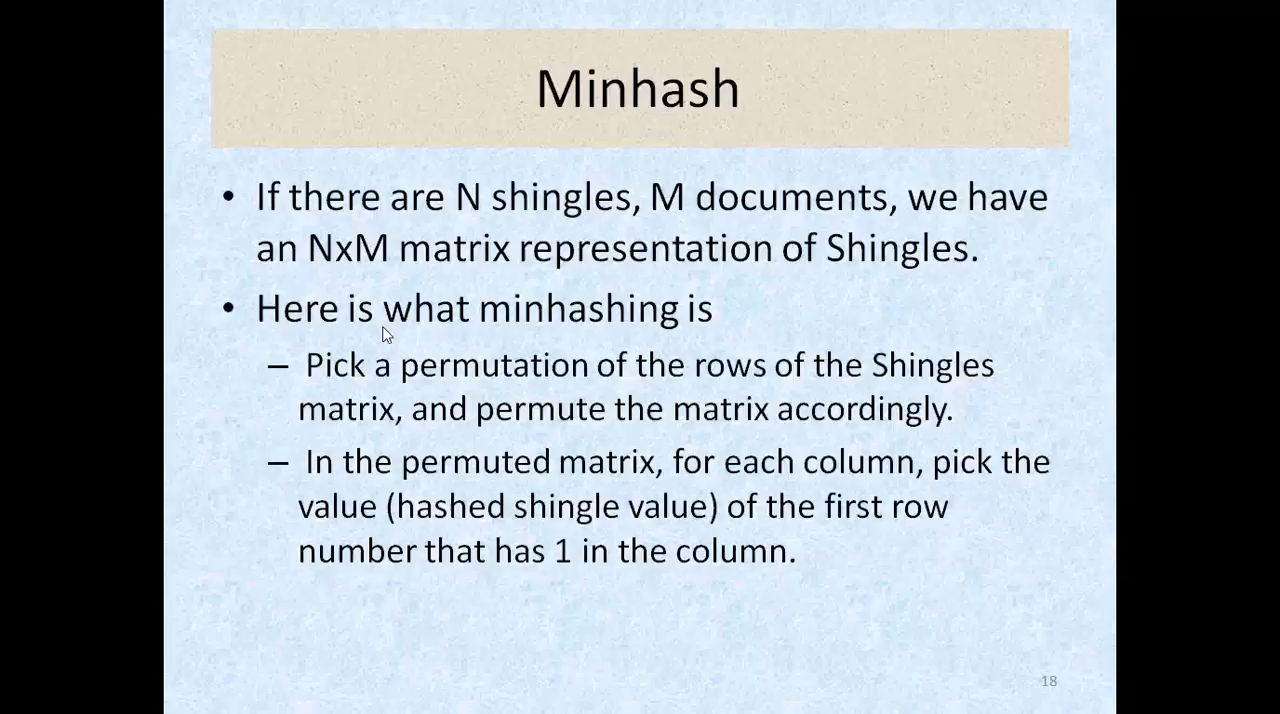 Minhash
• If there are N shingles, M documents, we have
an NxM matrix representation of Shingles.
• Here is what minhashing is
– Pick a permutation of the rows of the Shingles
matrix, and permute the matrix accordingly.
– In the permuted matrix, for each column, pick the
value (hashed shingle value) of the first row
number that has 1 in the column.
18